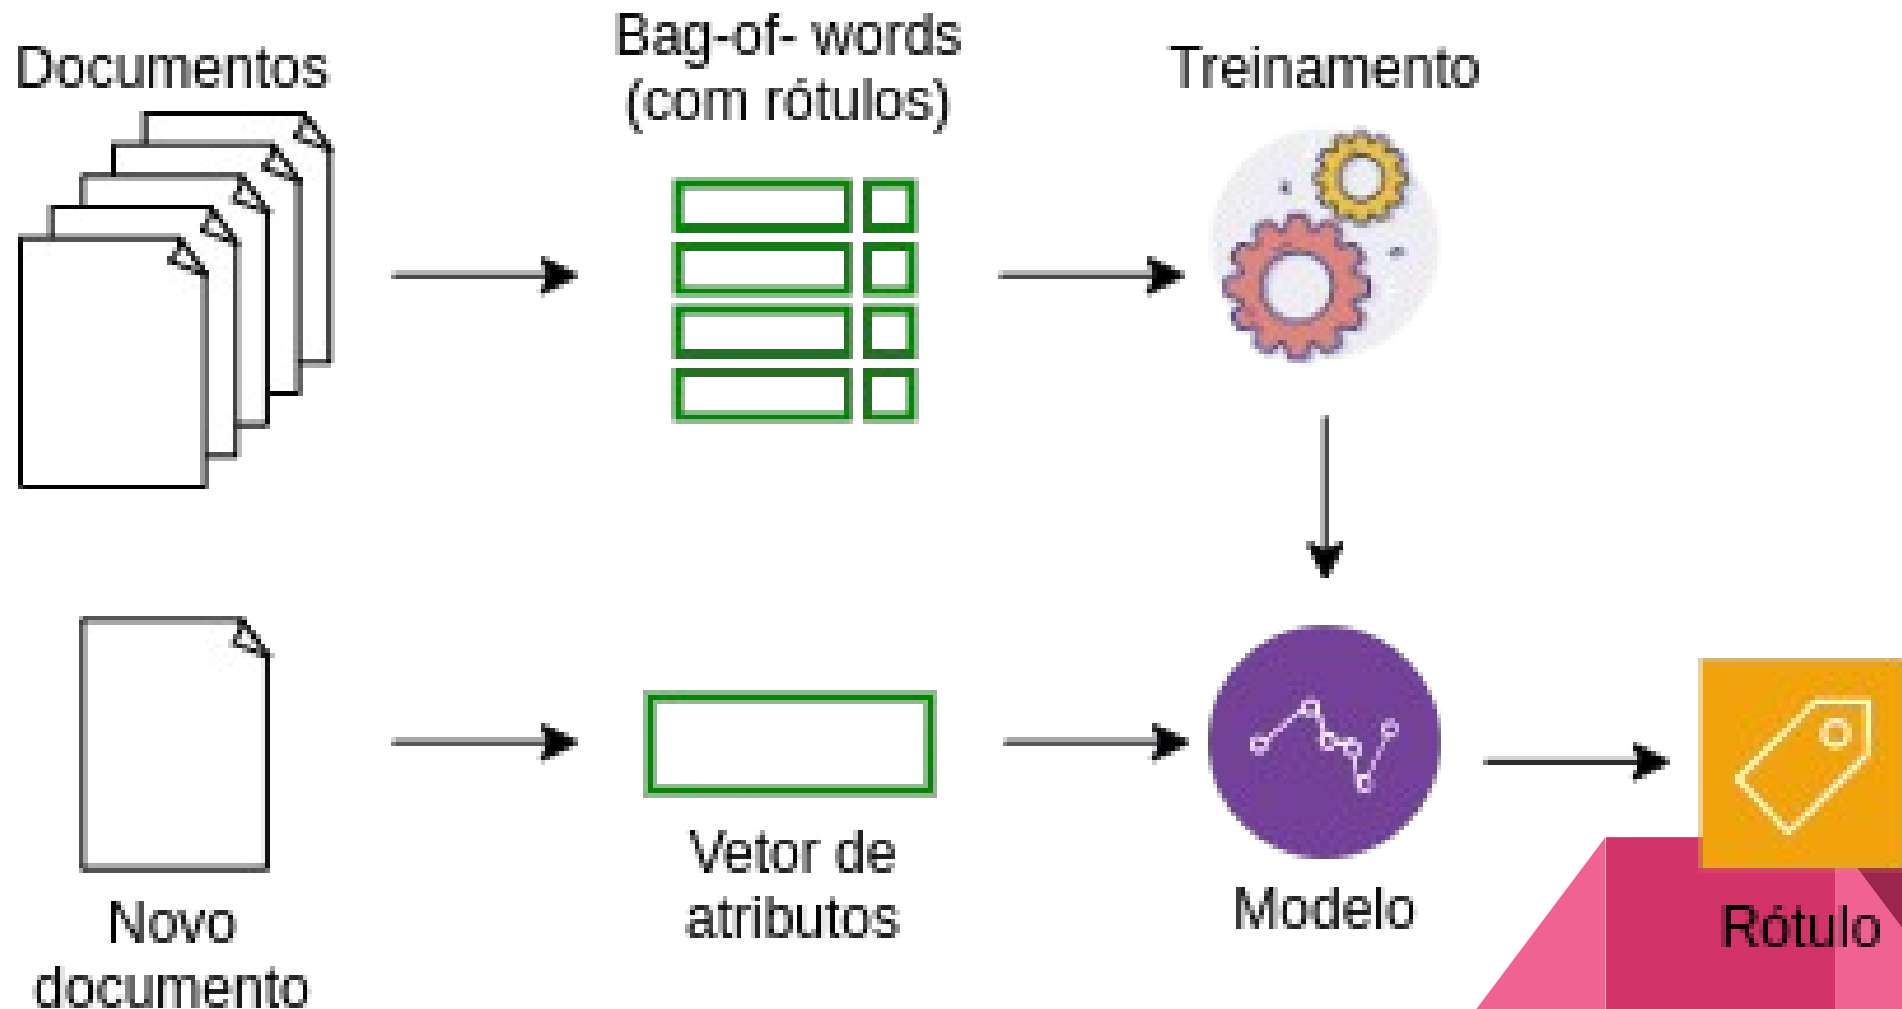 Documentos
Bag-of- words
(com rótulos)
Treinamento
Novo
documento
Vetor de
atributos
Modelo
Rótulo